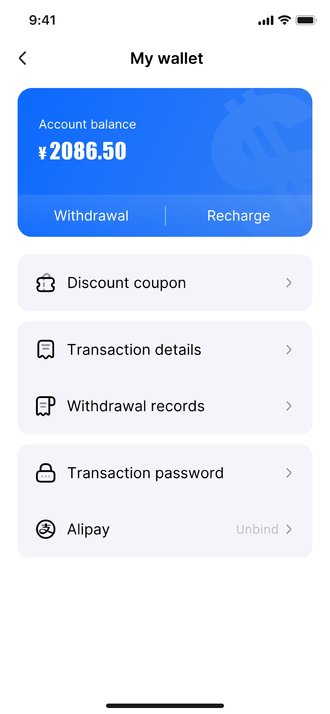 9:41
My wallet
Account balance
¥2086.50
Withdrawal
Recharge
Discount coupon
Transaction details
Withdrawal records
Transaction password
Alipay
Unbind